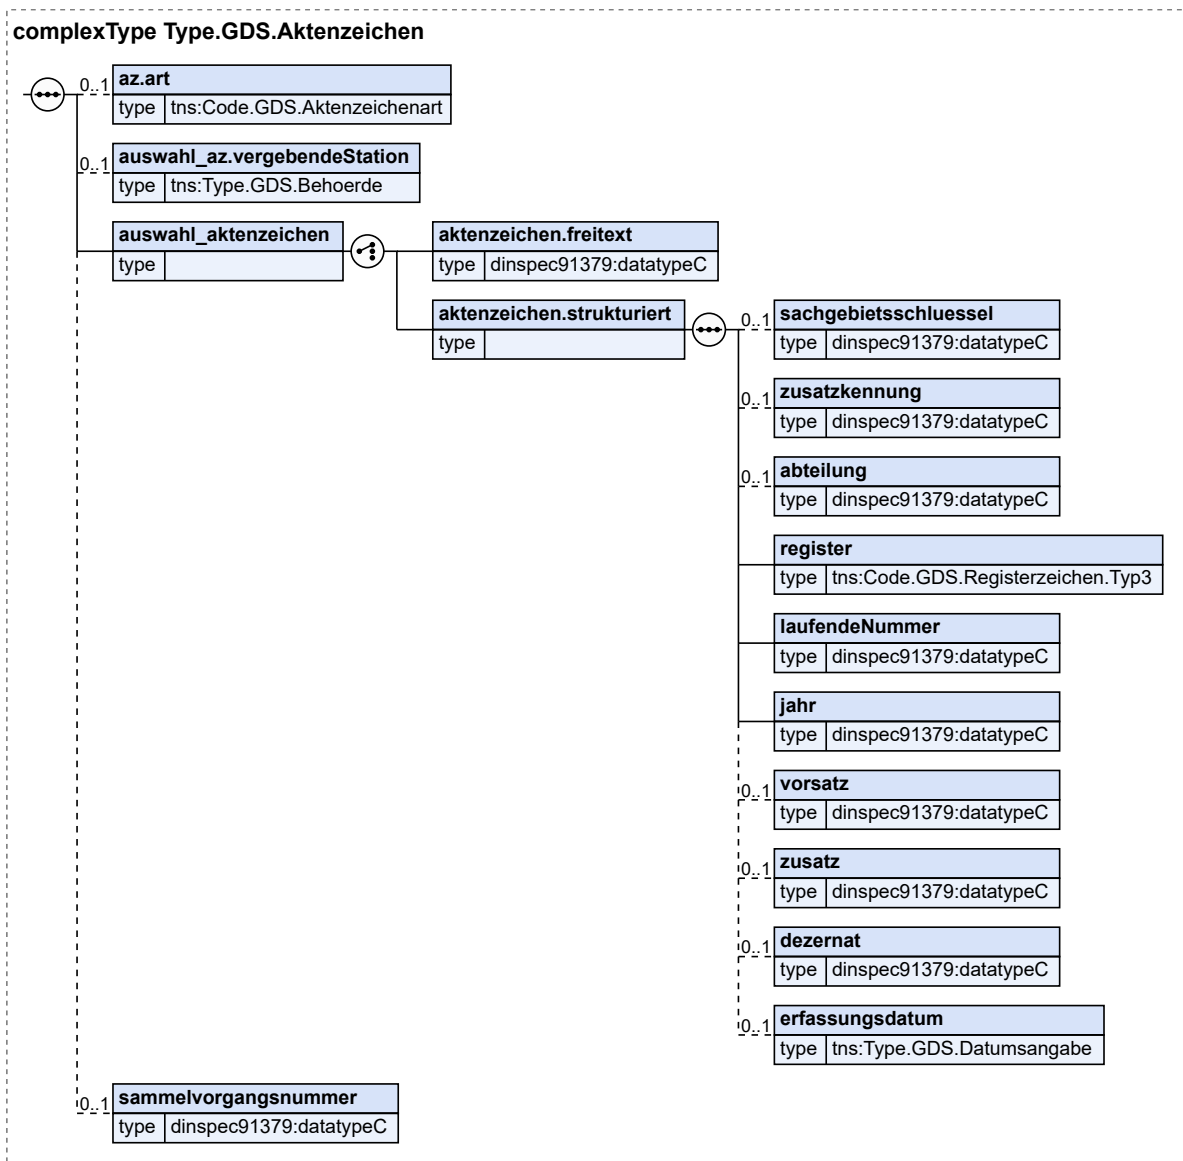 complexType Type.GDS.Aktenzeichen
0..1 az.art
type tns:Code.GDS.Aktenzeichenart
0..1 auswahl_az.vergebendeStation
type tns:Type.GDS.Behoerde
auswahl_aktenzeichen
type
aktenzeichen.freitext
type dinspec91379:datatypeC
aktenzeichen.strukturiert
type
0..1 sachgebietsschluessel
type dinspec91379:datatypeC
0..1 zusatzkennung
type dinspec91379:datatypeC
0..1 abteilung
type dinspec91379:datatypeC
register
type tns:Code.GDS.Registerzeichen.Typ3
laufendeNummer
type dinspec91379:datatypeC
jahr
type dinspec91379:datatypeC
0..1 vorsatz
type dinspec91379:datatypeC
0..1 zusatz
type dinspec91379:datatypeC
0..1 dezernat
type dinspec91379:datatypeC
0..1 erfassungsdatum
type tns:Type.GDS.Datumsangabe
0..1 sammelvorgangsnummer
type dinspec91379:datatypeC